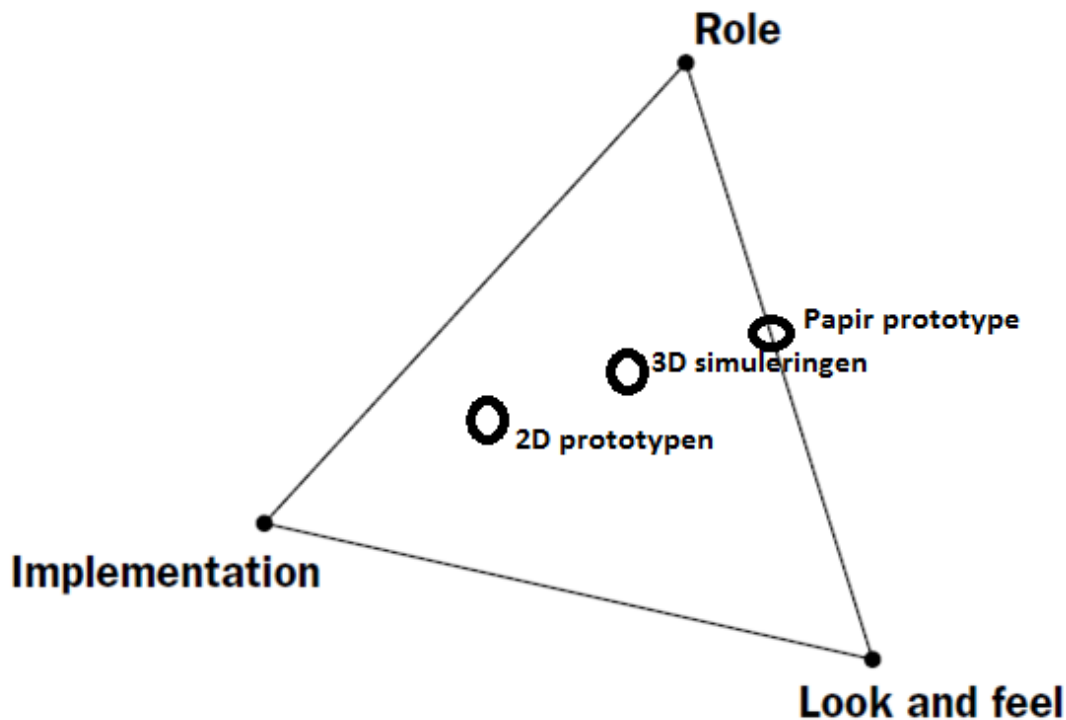 Role
Papir prototype
3D simuleringen
2D prototypen
Implementation
Look and feel